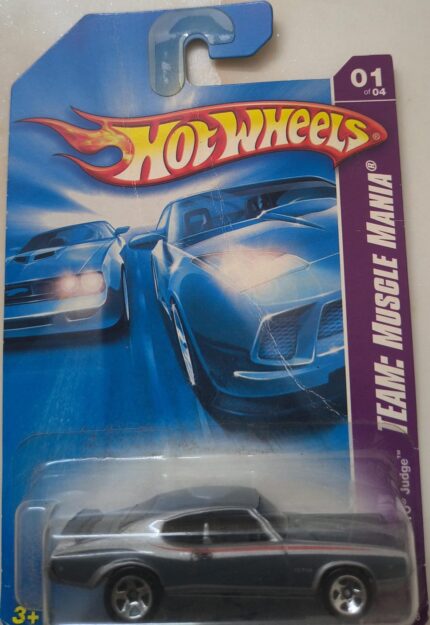 01
of 04
HOT WHEELS®
TEAM: MUSCLE MANIA®
Judge™
3+